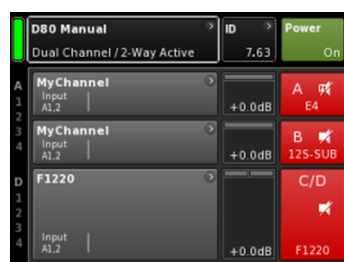 D80 Manual
Dual Channel / 2-Way Active
ID
7.63
Power
On
A
1
2
3
4
MyChannel
Input
A1,2
+0.0dB
A
E4
MyChannel
Input
A1,2
+0.0dB
B
12S-SUB
D
1
2
3
4
F1220
Input
A1,2
+0.0dB
C/D
F1220